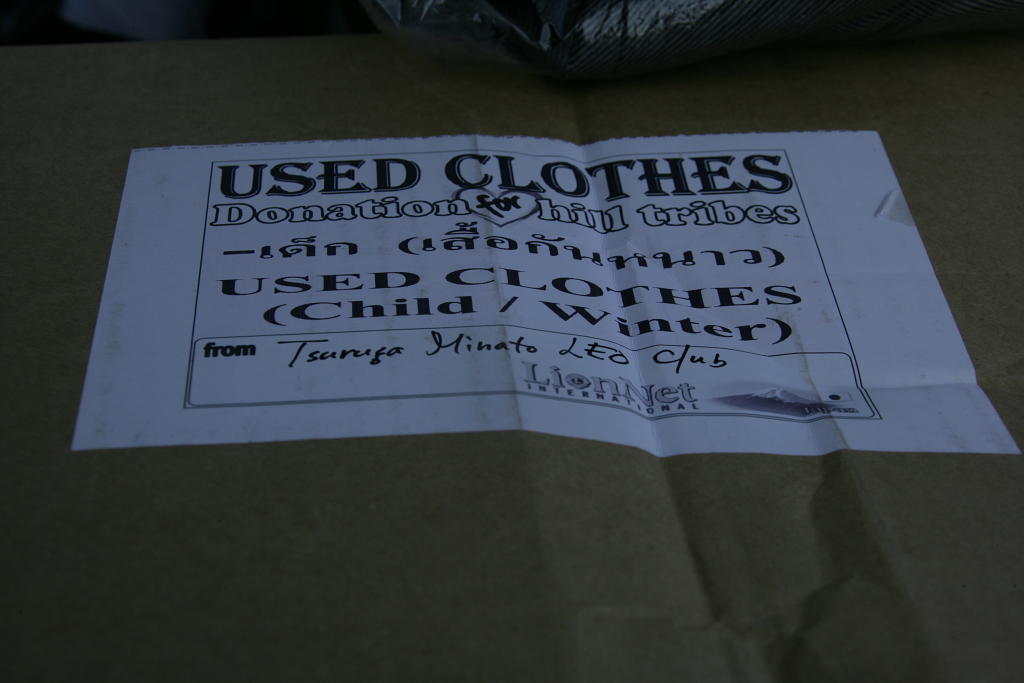 USED CLOTHES
Donation for hill tribes
-เด็ก (เสื้อกันหนาว)
USED CLOTHES
(Child / Winter)
from Tsuruga Minato LEO Club
LionNet
INTERNATIONAL
Japan